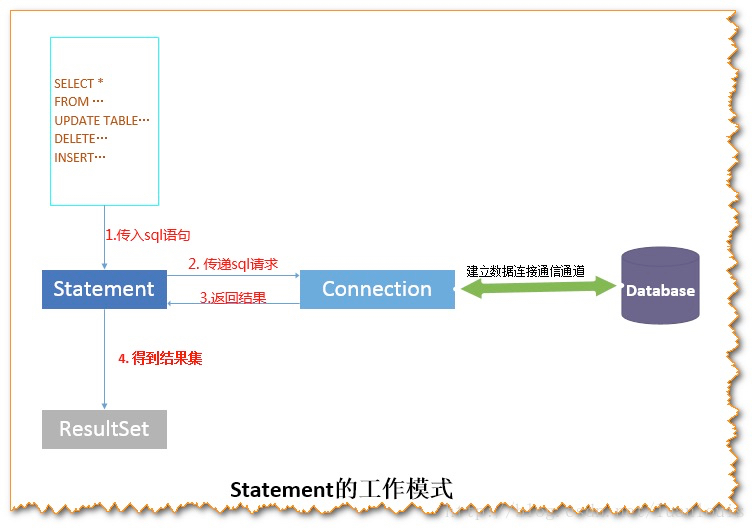 SELECT *
FROM …
UPDATE TABLE…
DELETE…
INSERT…
1.传入sql语句
2. 传递sql请求
建立数据连接通信通道
Statement
Connection
Database
3.返回结果
4. 得到结果集
ResultSet
Statement的工作模式